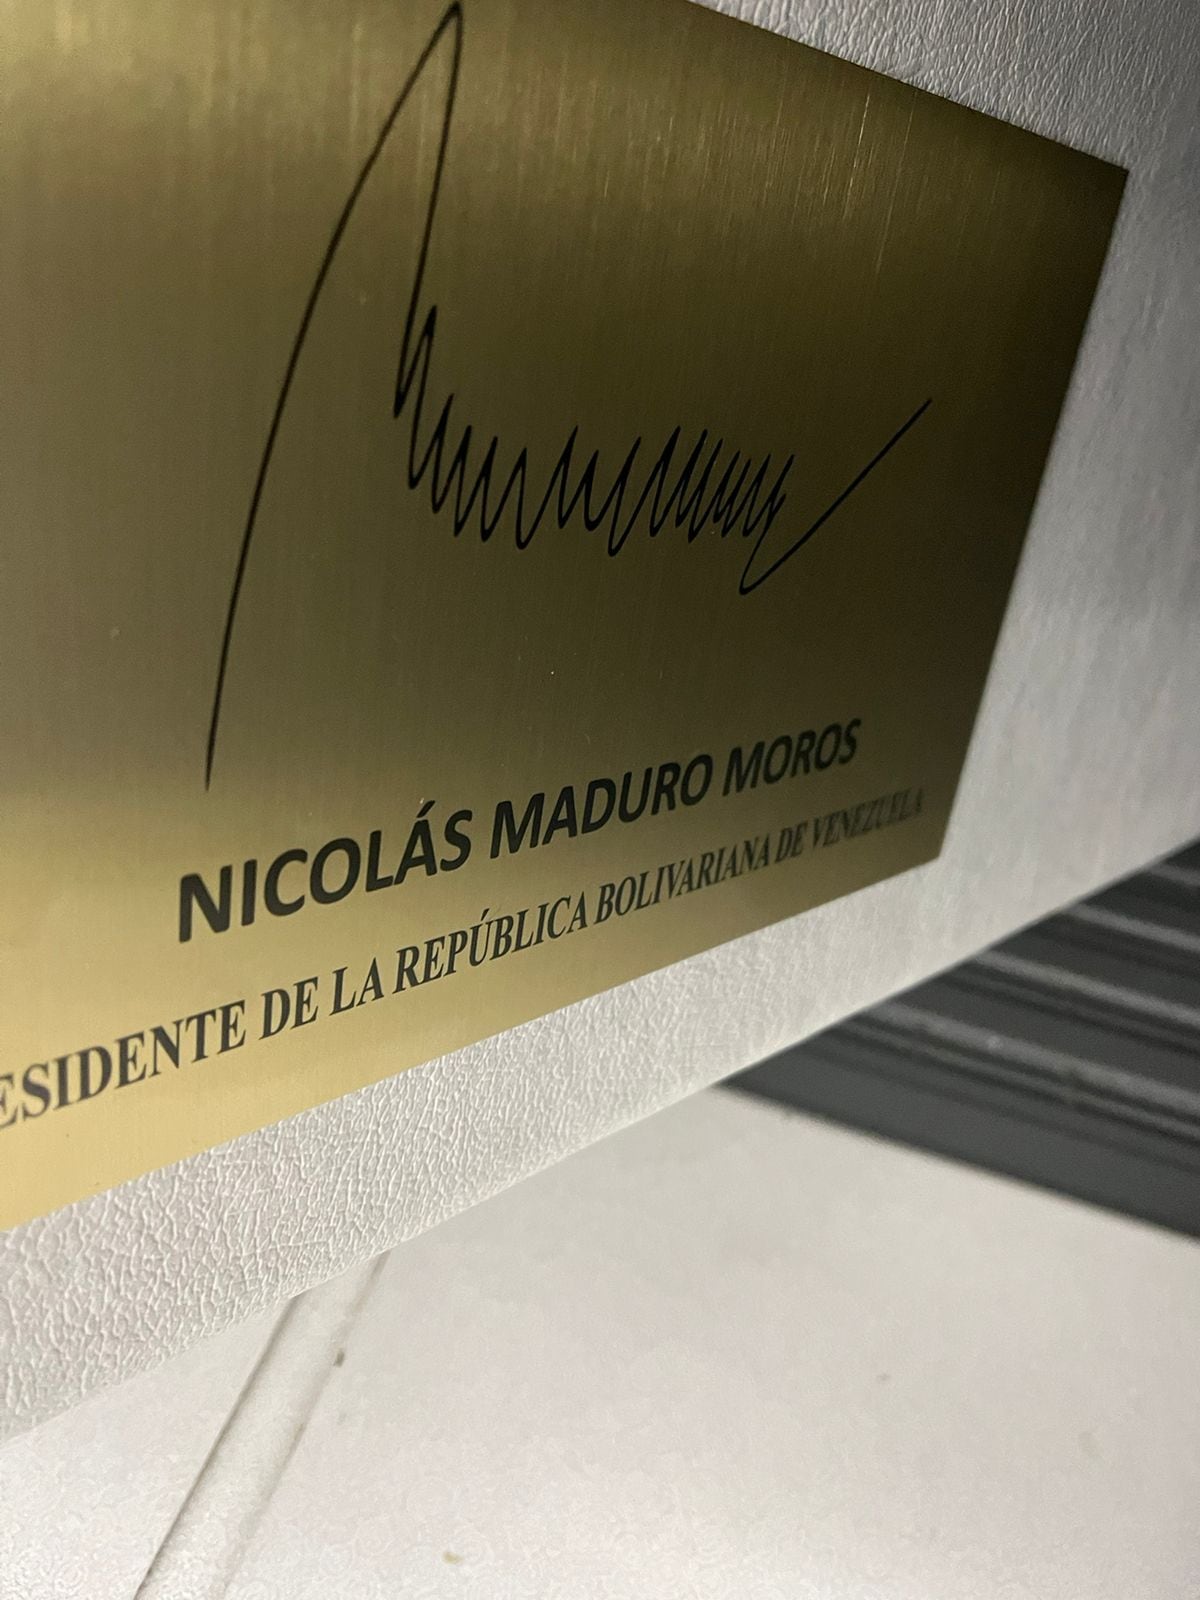 NICOLÁS MADURO MOROS
ESIDENTE DE LA REPÚBLICA BOLIVARIANA DE VENEZUELA